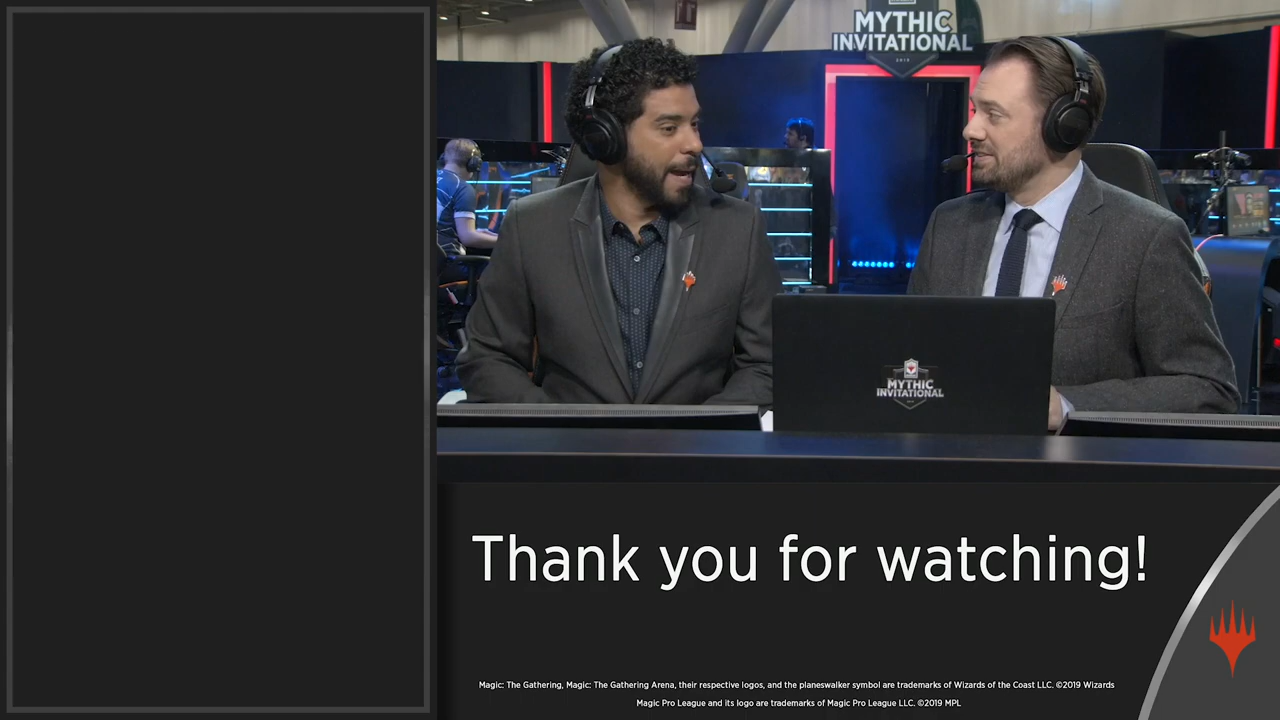 MYTHIC
INVITATIONAL
2019
MYTHIC
INVITATIONAL
Thank you for watching!
Magic: The Gathering, Magic: The Gathering Arena, their respective logos, and the planeswalker symbol are trademarks of Wizards of the Coast LLC. ©2019 Wizards
Magic Pro League and its logo are trademarks of Magic Pro League LLC. ©2019 MPL